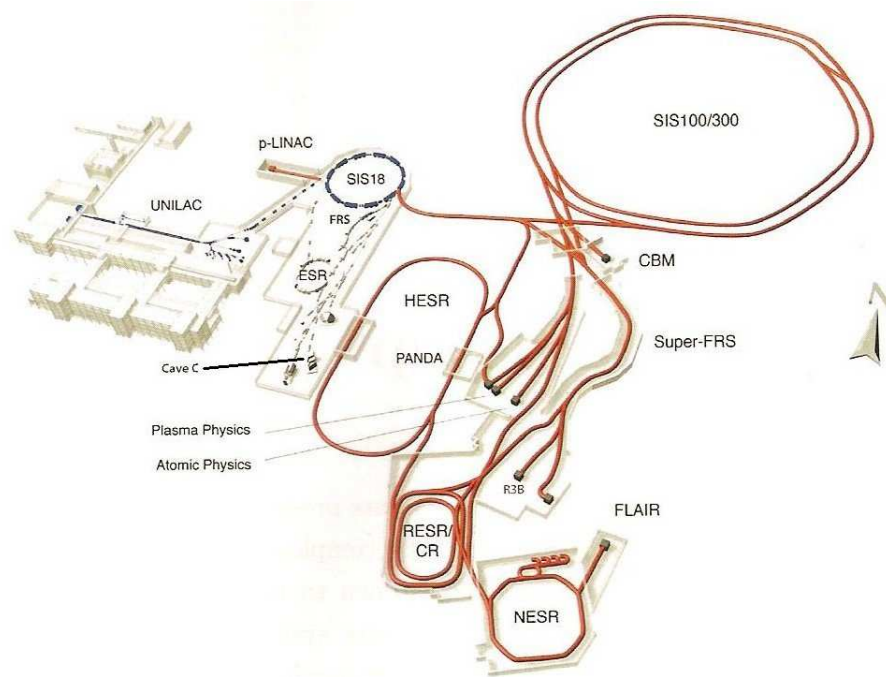 SIS100/300
p-LINAC
SIS18
UNILAC
FRS
CBM
ESR
HESR
Super-FRS
PANDA
Cave C
Plasma Physics
Atomic Physics
R3B
FLAIR
RESR/
CR
NESR